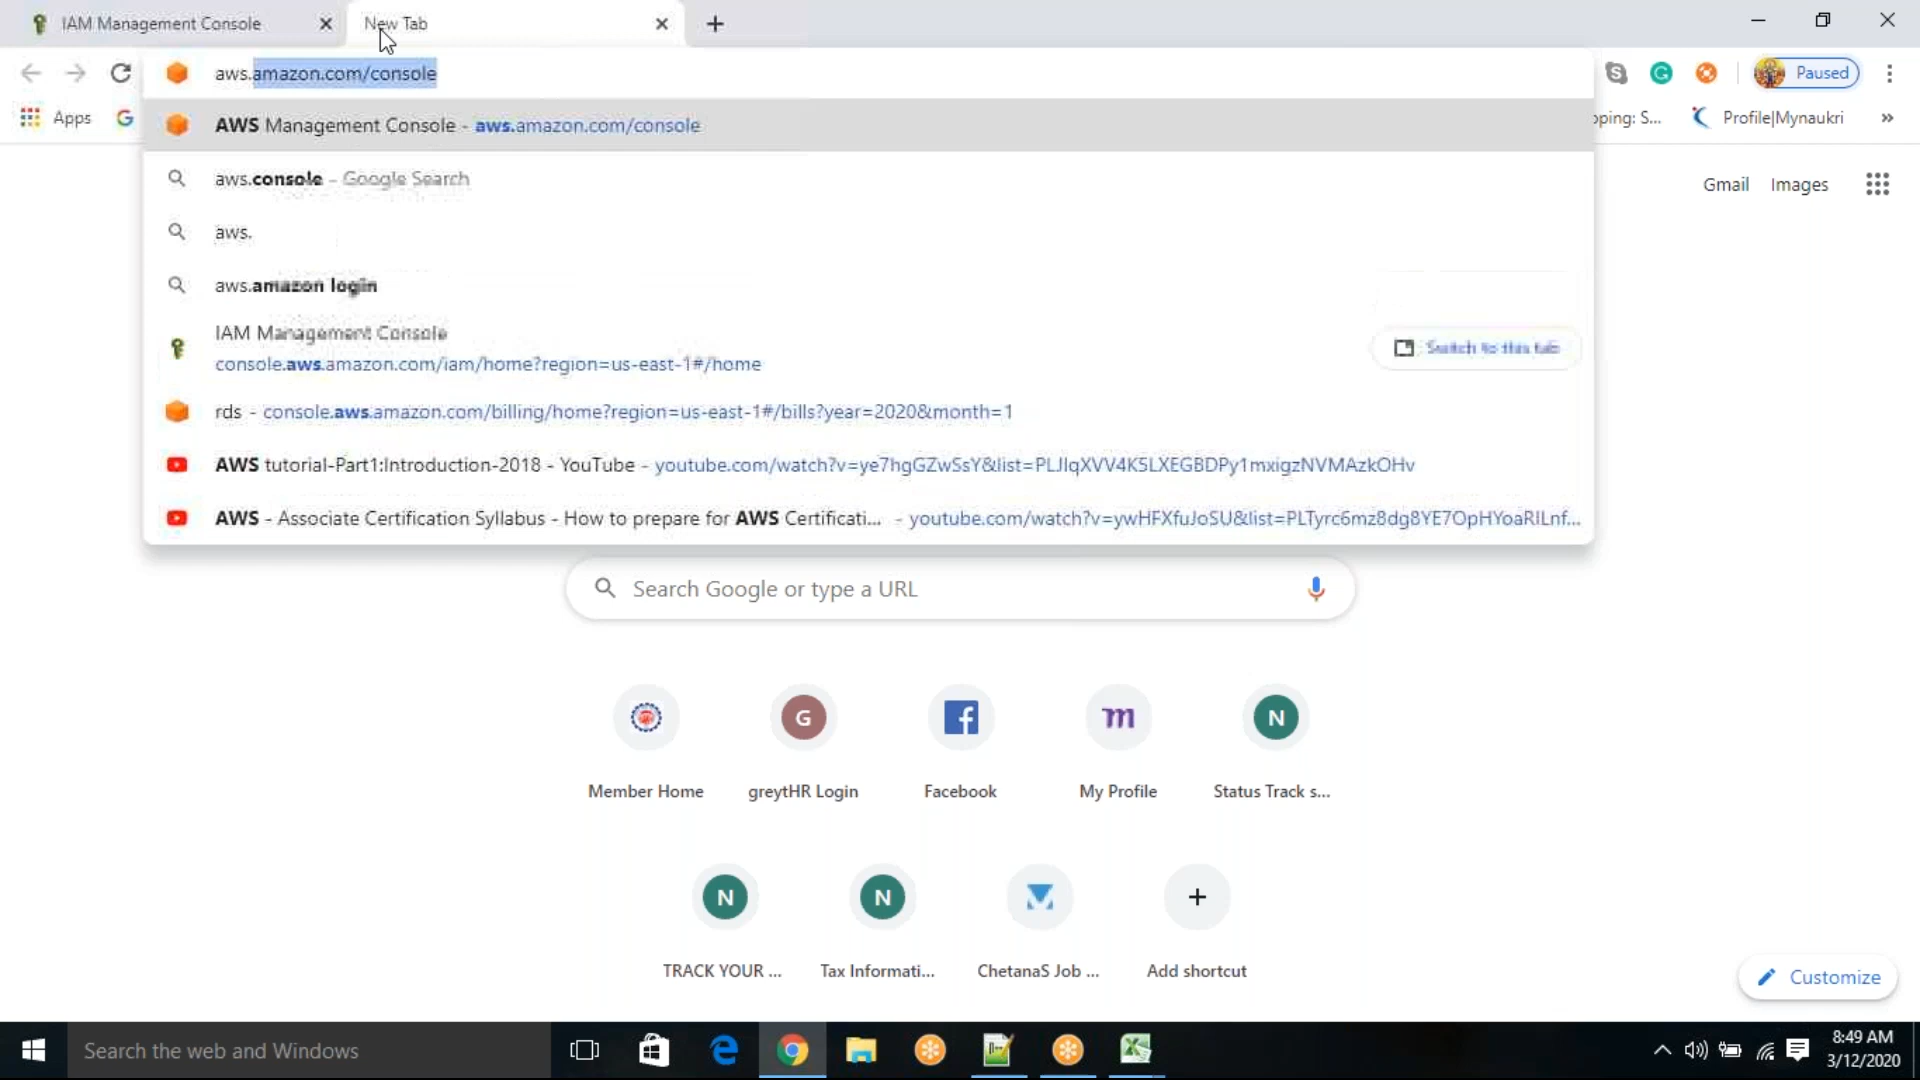 IAM Management Console
New Tab
aws.amazon.com/console
Paused
Apps
pping: S...
Profile|Mynaukri
AWS Management Console - aws.amazon.com/console
aws.console - Google Search
Gmail
Images
aws.
aws.amazon login
IAM Management Console
console.aws.amazon.com/iam/home?region=us-east-1#/home
Switch to this tab
rds - console.aws.amazon.com/billing/home?region=us-east-1#/bills?year=2020&month=1
AWS tutorial-Part1:Introduction-2018 - YouTube - youtube.com/watch?v=ye7hgGZwSsY&list=PLJlqXVV4K5LXEGBDPy1mxigzNVMAzkOHv
AWS - Associate Certification Syllabus - How to prepare for AWS Certificati... - youtube.com/watch?v=ywHFXfuJoSU&list=PLTyrc6mz8dg8YE7OpHYoaRILnf...
Search Google or type a URL
G
m
N
Member Home
greytHR Login
Facebook
My Profile
Status Track s...
N
N
TRACK YOUR ...
Tax Informati...
ChetanaS Job ...
Add shortcut
Customize
Search the web and Windows
8:49 AM
3/12/2020